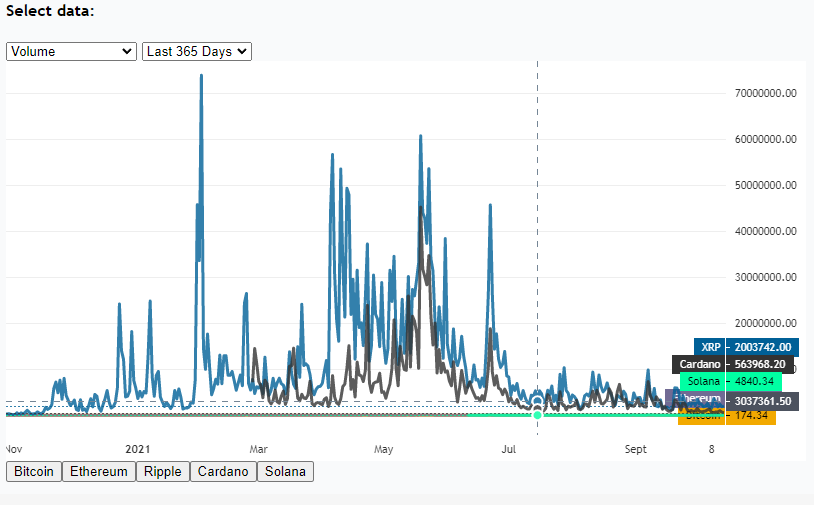 Select data:
Volume Last 365 Days
70000000.00
60000000.00
50000000.00
40000000.00
30000000.00
20000000.00
XRP 2003742.00
Cardano 563968.20
Solana 4840.34
3037361.50
Bitcoin 174.34
Nov 2021 Mar May Jul Sept 8
Bitcoin Ethereum Ripple Cardano Solana